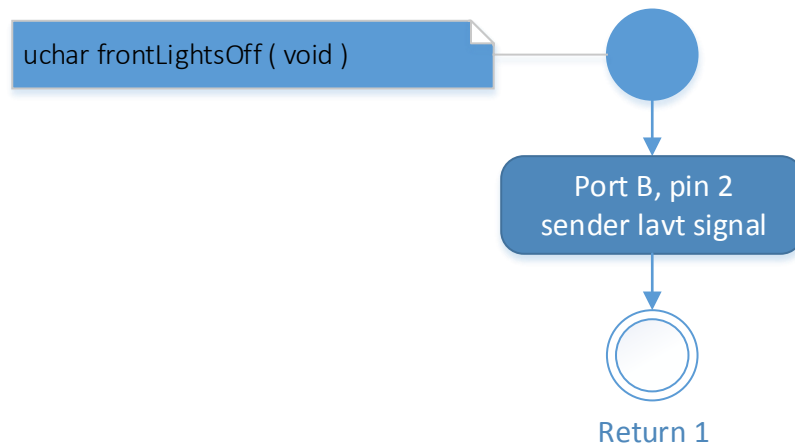 uchar frontLightsOff ( void )
Port B, pin 2
sender lavt signal
Return 1